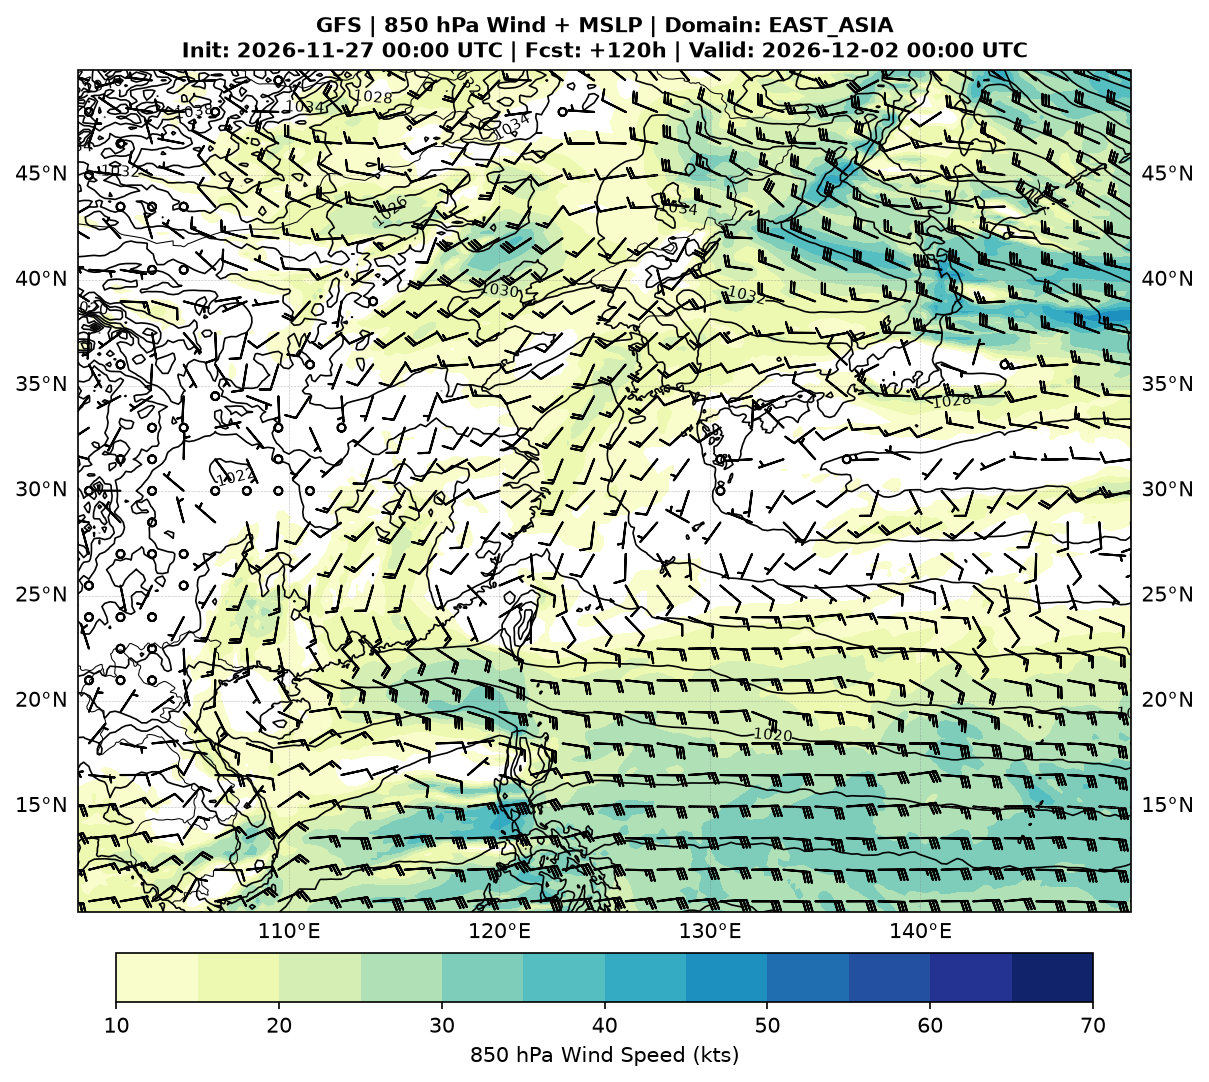 GFS | 850 hPa Wind + MSLP | Domain: EAST_ASIA
Init: 2026-11-27 00:00 UTC | Fcst: +120h | Valid: 2026-12-02 00:00 UTC
1034
1028
1034
1032
1026
1034
1030
1032
1028
1022
1020
45°N
45°N
40°N
40°N
35°N
35°N
30°N
30°N
25°N
25°N
20°N
20°N
15°N
15°N
110°E
120°E
130°E
140°E
10
20
30
40
50
60
70
850 hPa Wind Speed (kts)